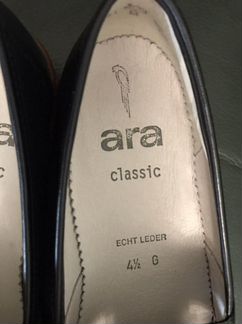 ara
classic
ECHT LEDER
4½ G